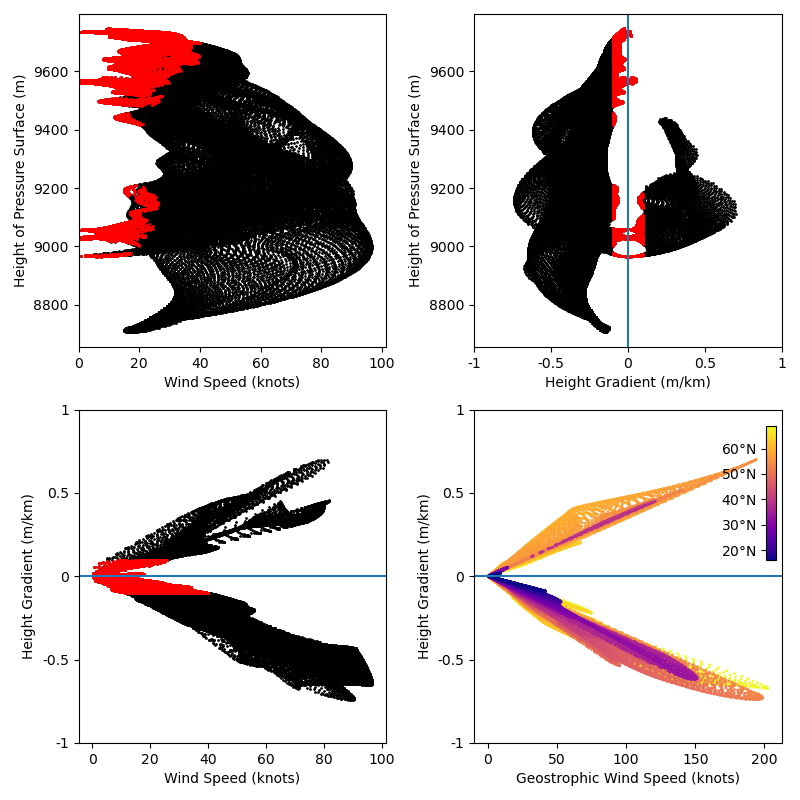 9600
9400
9200
9000
8800
Height of Pressure Surface (m)
0 20 40 60 80 100
Wind Speed (knots)
9600
9400
9200
9000
8800
Height of Pressure Surface (m)
-1 -0.5 0 0.5 1
Height Gradient (m/km)
1
0.5
0
-0.5
-1
Height Gradient (m/km)
0 20 40 60 80 100
Wind Speed (knots)
1
0.5
0
-0.5
-1
Height Gradient (m/km)
60°N
50°N
40°N
30°N
20°N
0 50 100 150 200
Geostrophic Wind Speed (knots)